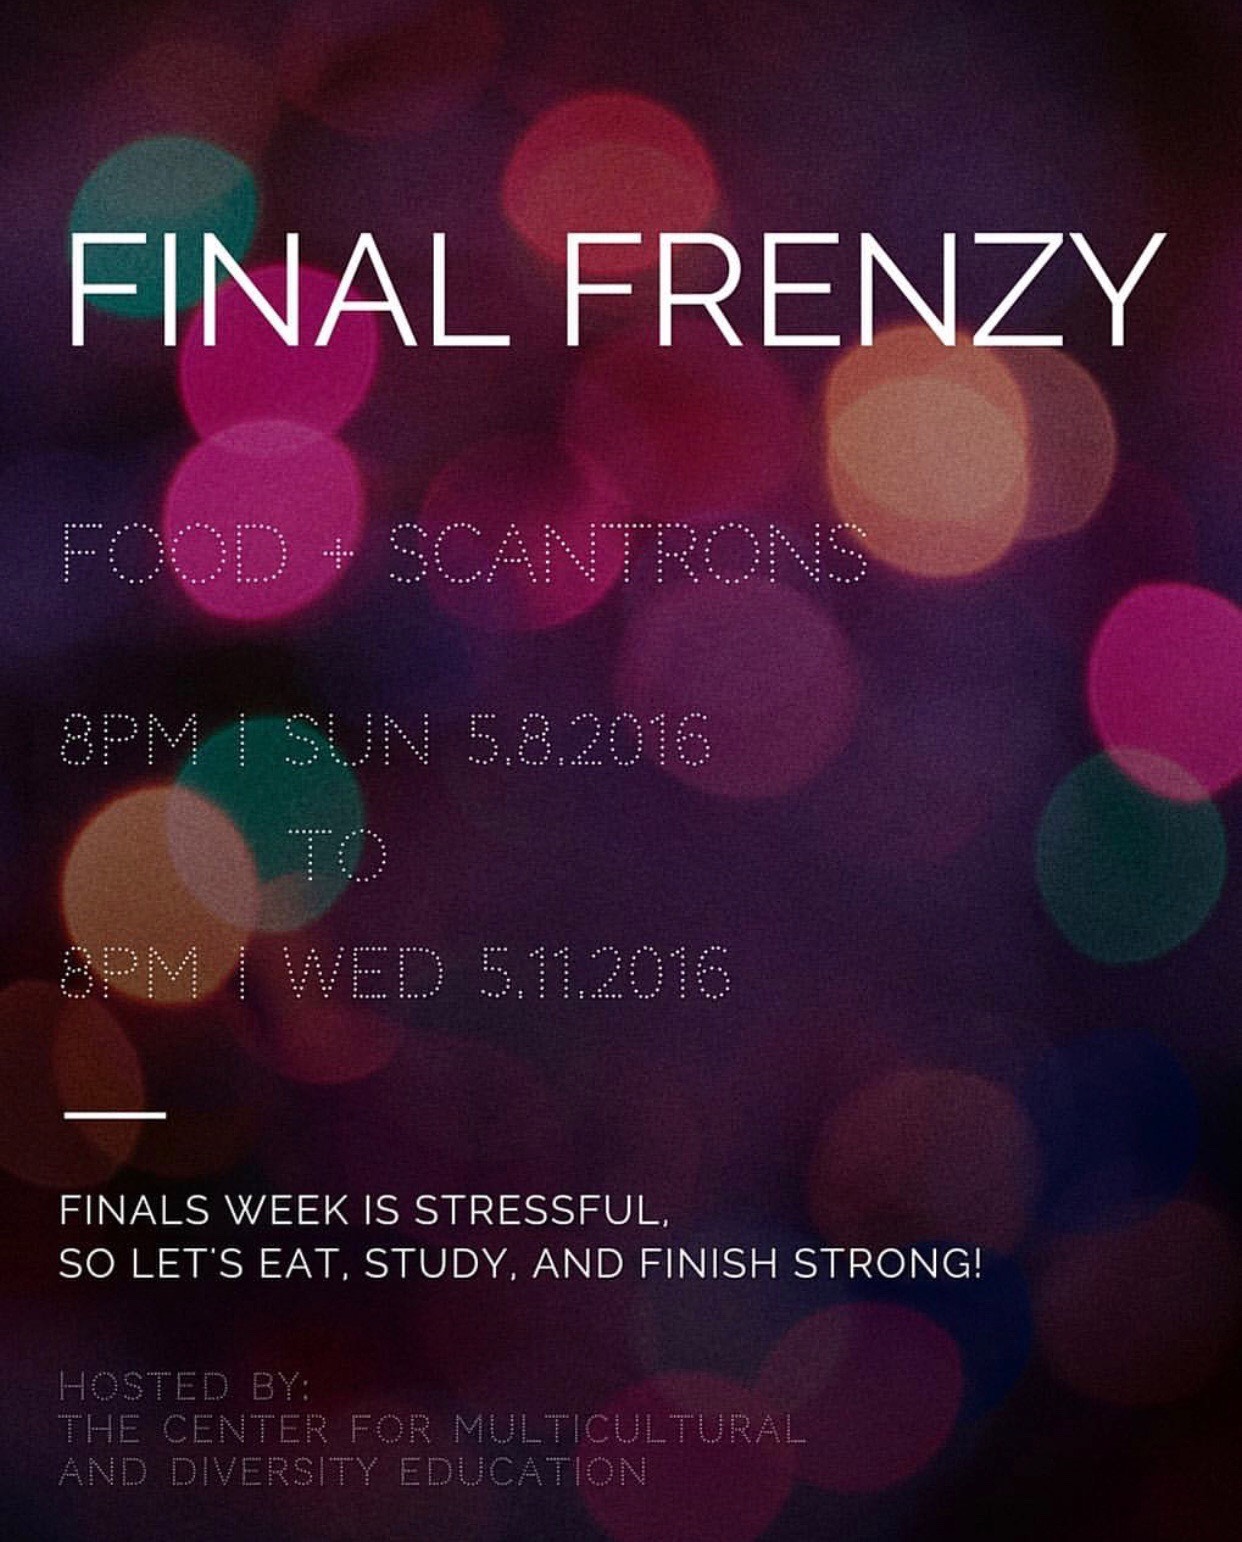 FINAL FRENZY
FOOD + SCANTRONS
8PM | SUN 5.8.2016
TO
8PM | WED 5.11.2016
FINALS WEEK IS STRESSFUL,
SO LET'S EAT, STUDY, AND FINISH STRONG!
HOSTED BY:
THE CENTER FOR MULTICULTURAL
AND DIVERSITY EDUCATION